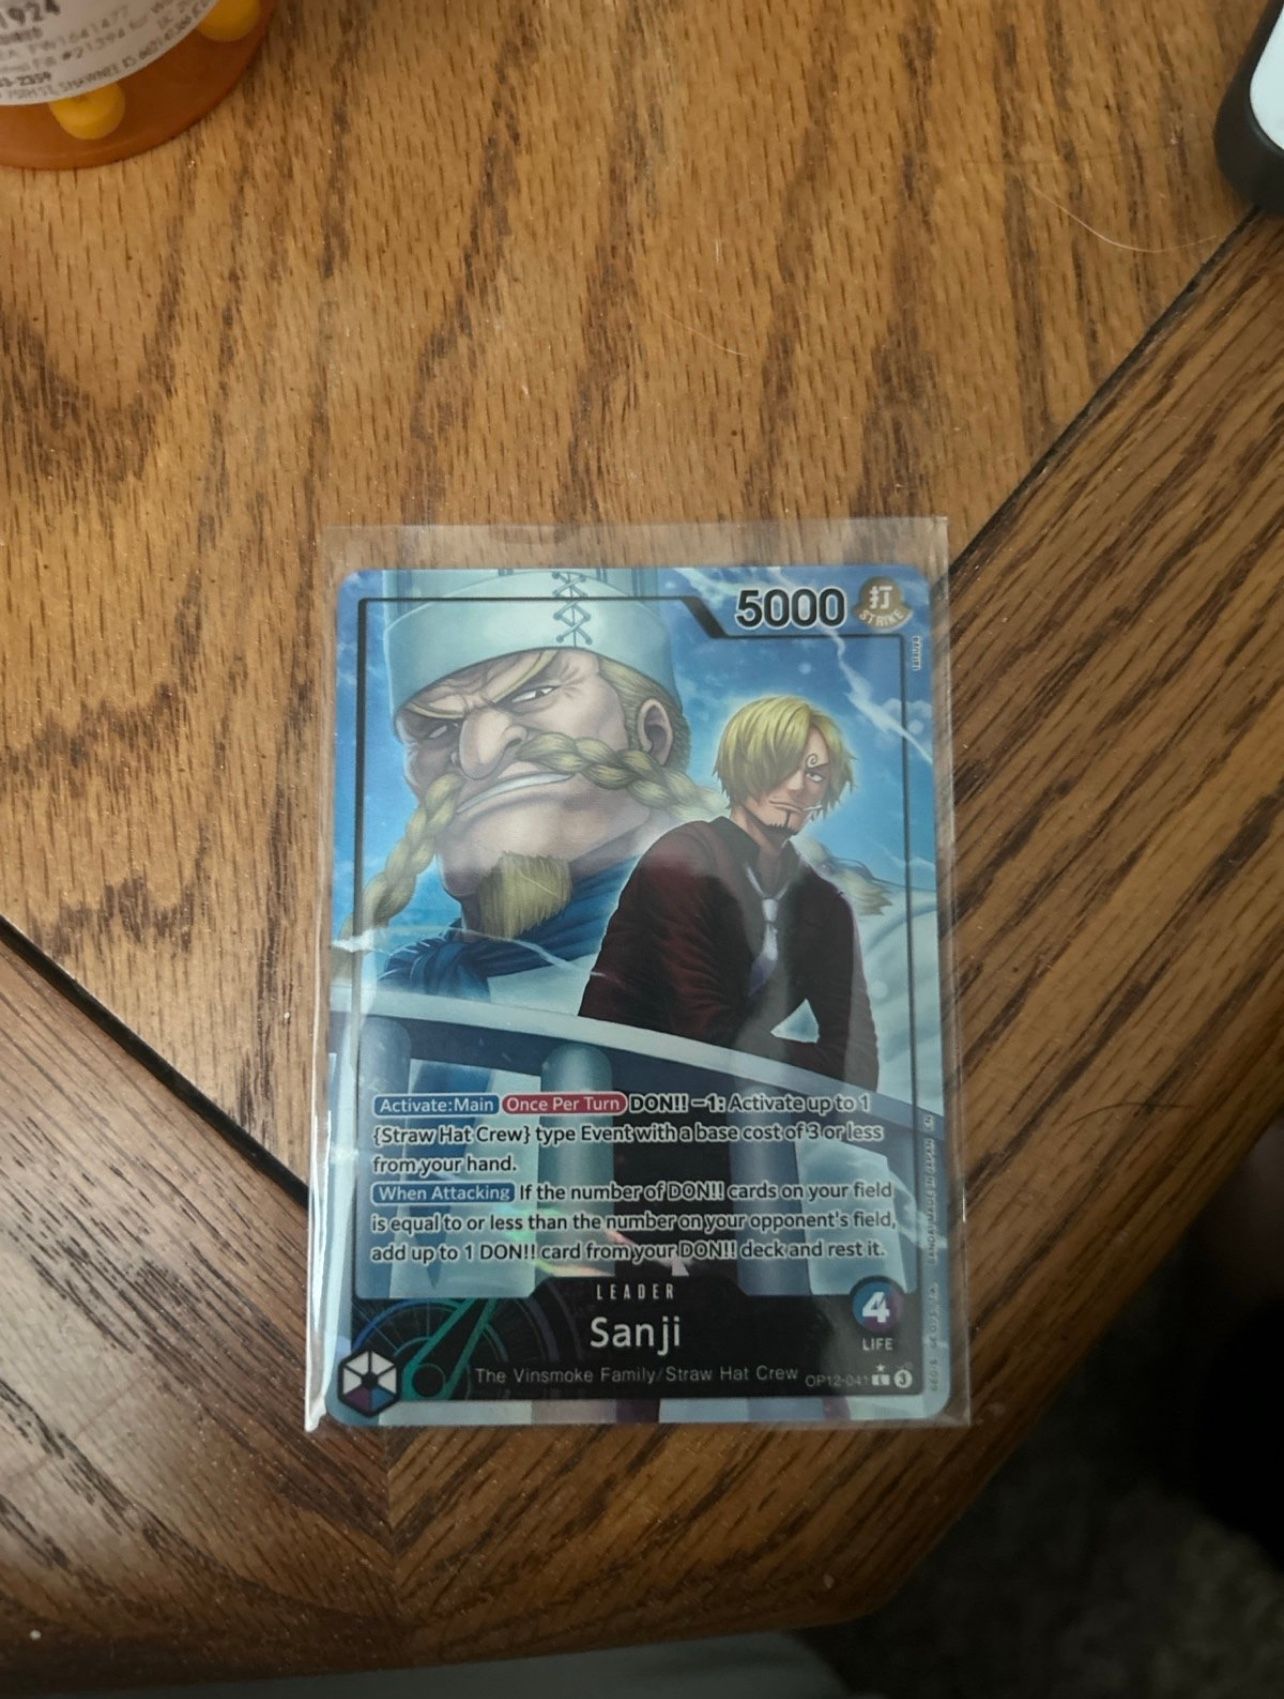 1924
5000
打
STRIKE
Activate:Main Once Per Turn DON!! −1: Activate up to 1
{Straw Hat Crew} type Event with a base cost of 3 or less
from your hand.
When Attacking If the number of DON!! cards on your field
is equal to or less than the number on your opponent's field,
add up to 1 DON!! card from your DON!! deck and rest it.
LEADER
Sanji
4
LIFE
The Vinsmoke Family/Straw Hat Crew OP12-041 L 3